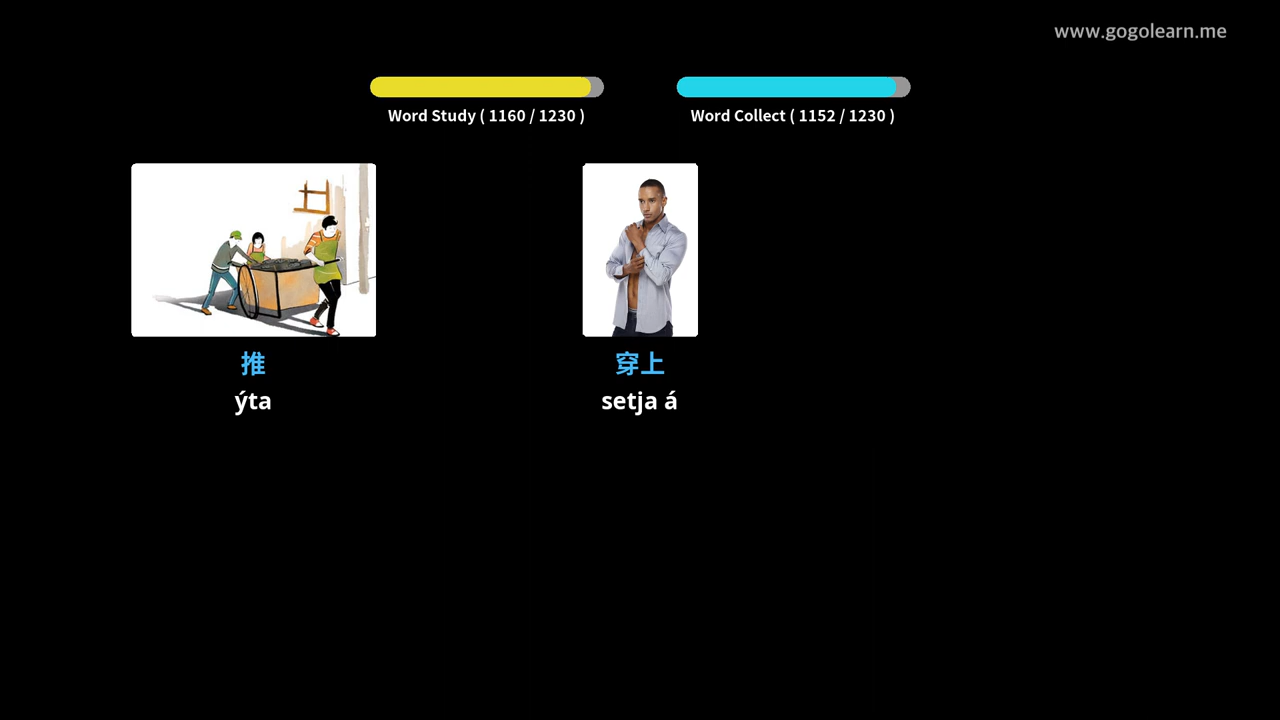 www.gogolearn.me
Word Study ( 1160 / 1230 )
Word Collect ( 1152 / 1230 )
推
ýta
穿上
setja á